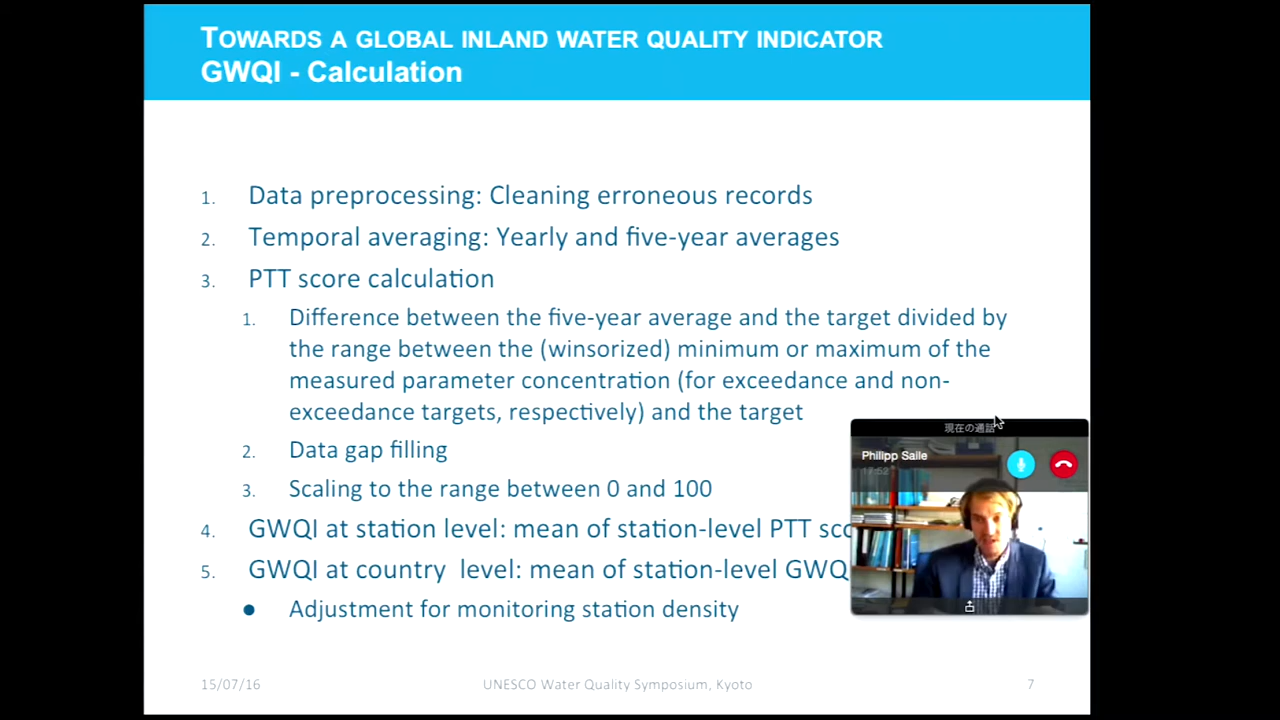 TOWARDS A GLOBAL INLAND WATER QUALITY INDICATOR
GWQI - Calculation
1. Data preprocessing: Cleaning erroneous records
2. Temporal averaging: Yearly and five-year averages
3. PTT score calculation
1. Difference between the five-year average and the target divided by
the range between the (winsorized) minimum or maximum of the
measured parameter concentration (for exceedance and non-
exceedance targets, respectively) and the target
2. Data gap filling
3. Scaling to the range between 0 and 100
4. GWQI at station level: mean of station-level PTT sco
5. GWQI at country level: mean of station-level GWQ
● Adjustment for monitoring station density
現在の通話
Philipp Saile
15/07/16
UNESCO Water Quality Symposium, Kyoto
7